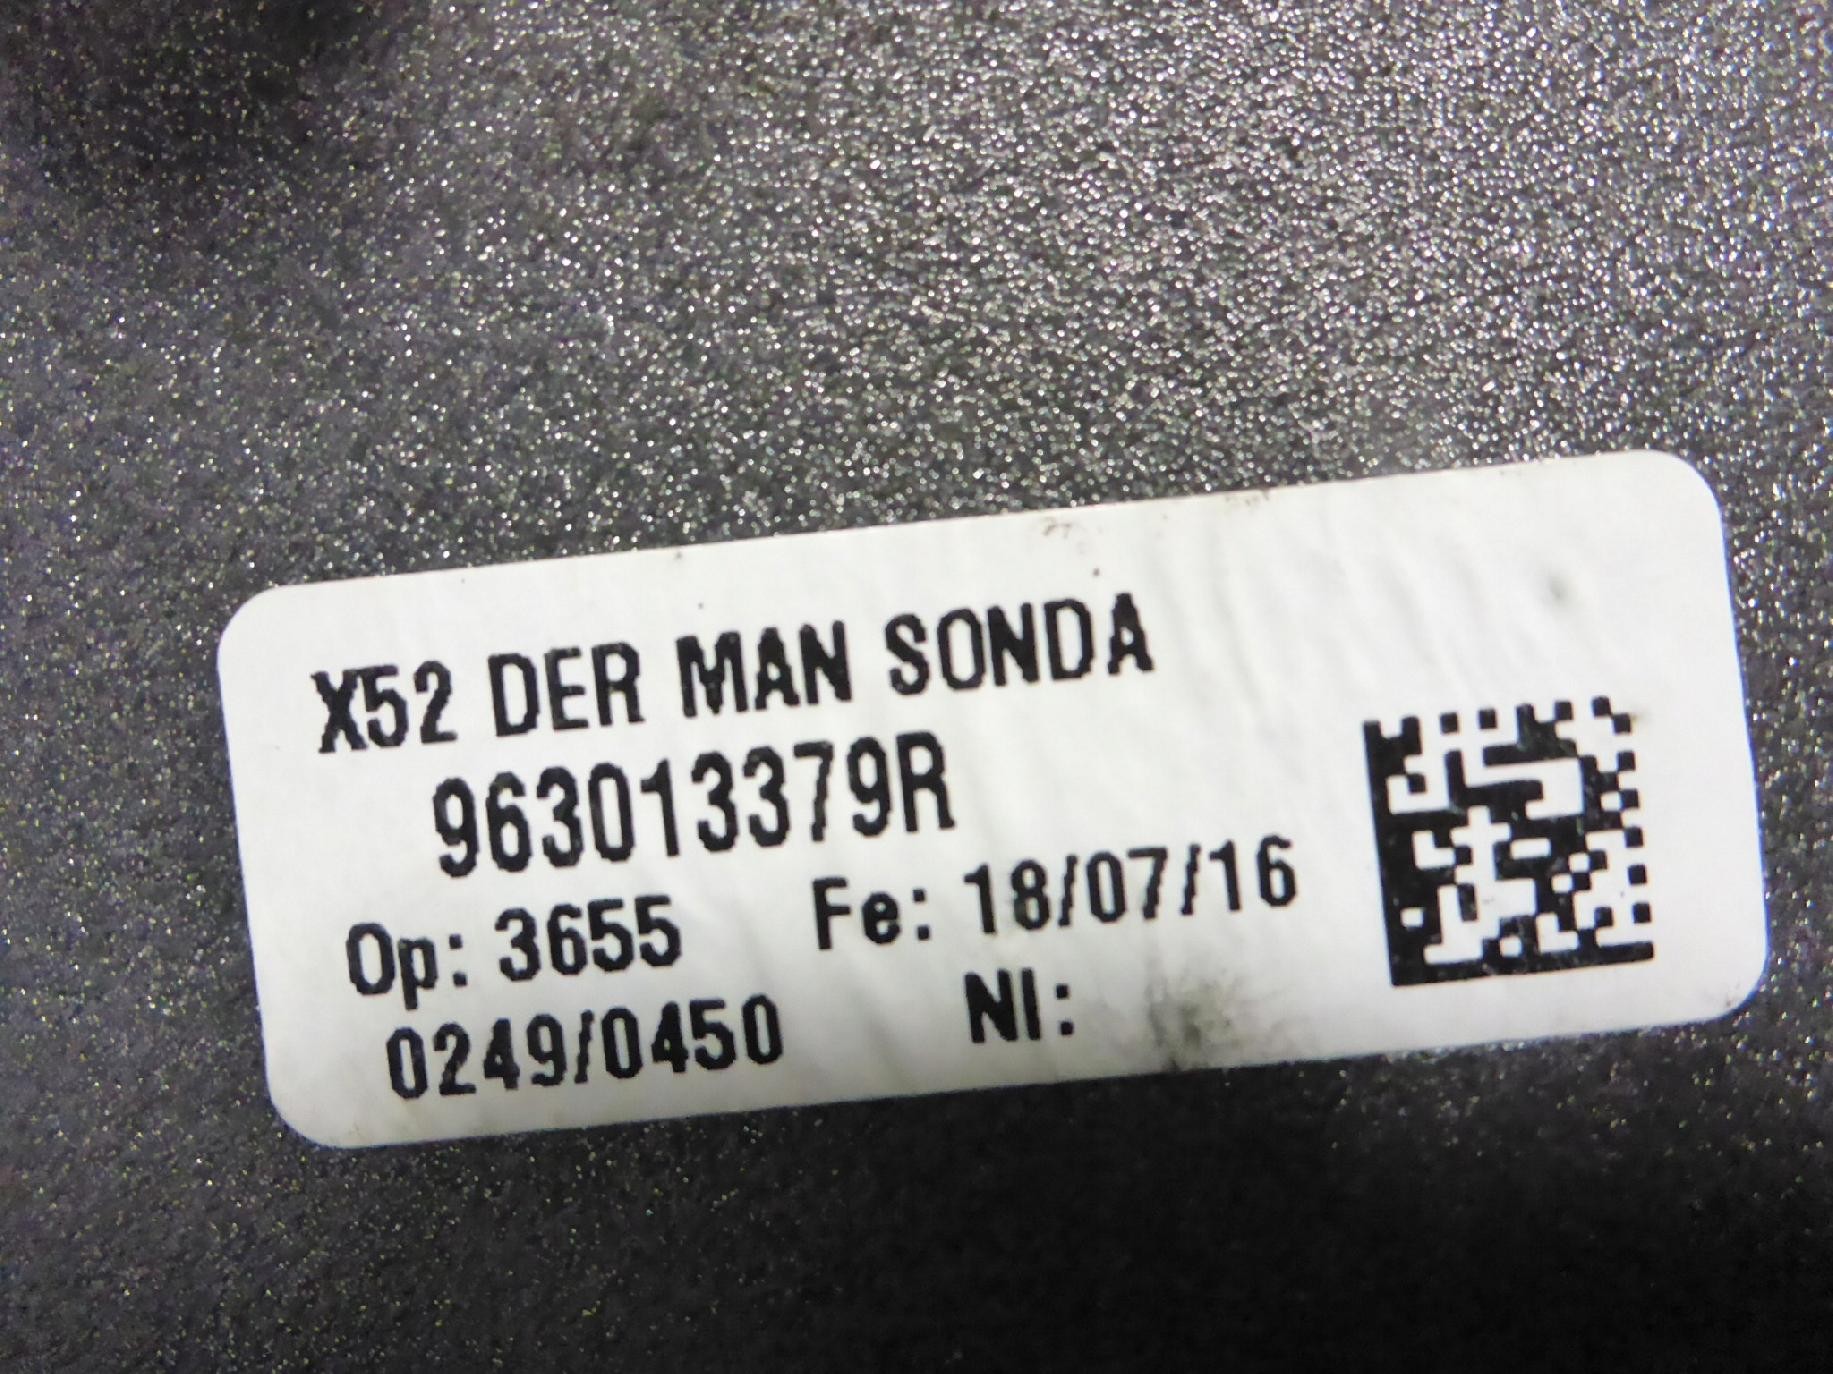 X52 DER MAN SONDA
963013379R
Op: 3655 Fe: 18/07/16
0249/0450 NI: